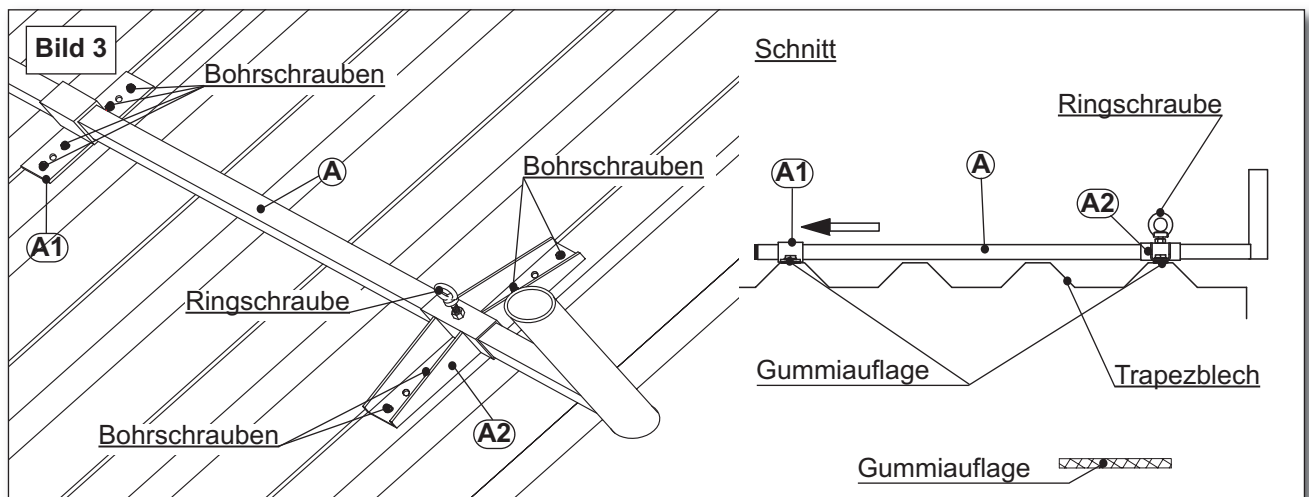 Bild 3
Bohrschrauben
A
Bohrschrauben
A1
Ringschraube
Bohrschrauben
A2
Schnitt
Ringschraube
A1
A
A2
Gummiauflage
Trapezblech
Gummiauflage